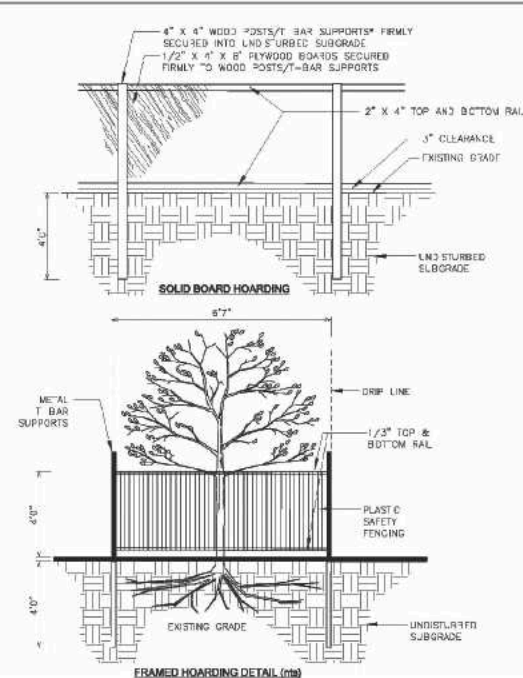 4" X 4" WOOD POSTS/T BAR SUPPORTS* FIRMLY
SECURED INTO UNDISTURBED SUBGRADE
1/2" X 4' X 8' PLYWOOD BOARDS SECURED
FIRMLY TO WOOD POSTS/T-BAR SUPPORTS
2" X 4" TOP AND BOTTOM RAIL
3" CLEARANCE
EXISTING GRADE
4'0"
UNDISTURBED
SUBGRADE
SOLID BOARD HOARDING
6'7"
METAL
T BAR
SUPPORTS
DRIP LINE
1/3" TOP &
BOTTOM RAIL
4'0"
PLASTIC
SAFETY
FENCING
4'0"
EXISTING GRADE
UNDISTURBED
SUBGRADE
FRAMED HOARDING DETAIL (nts)